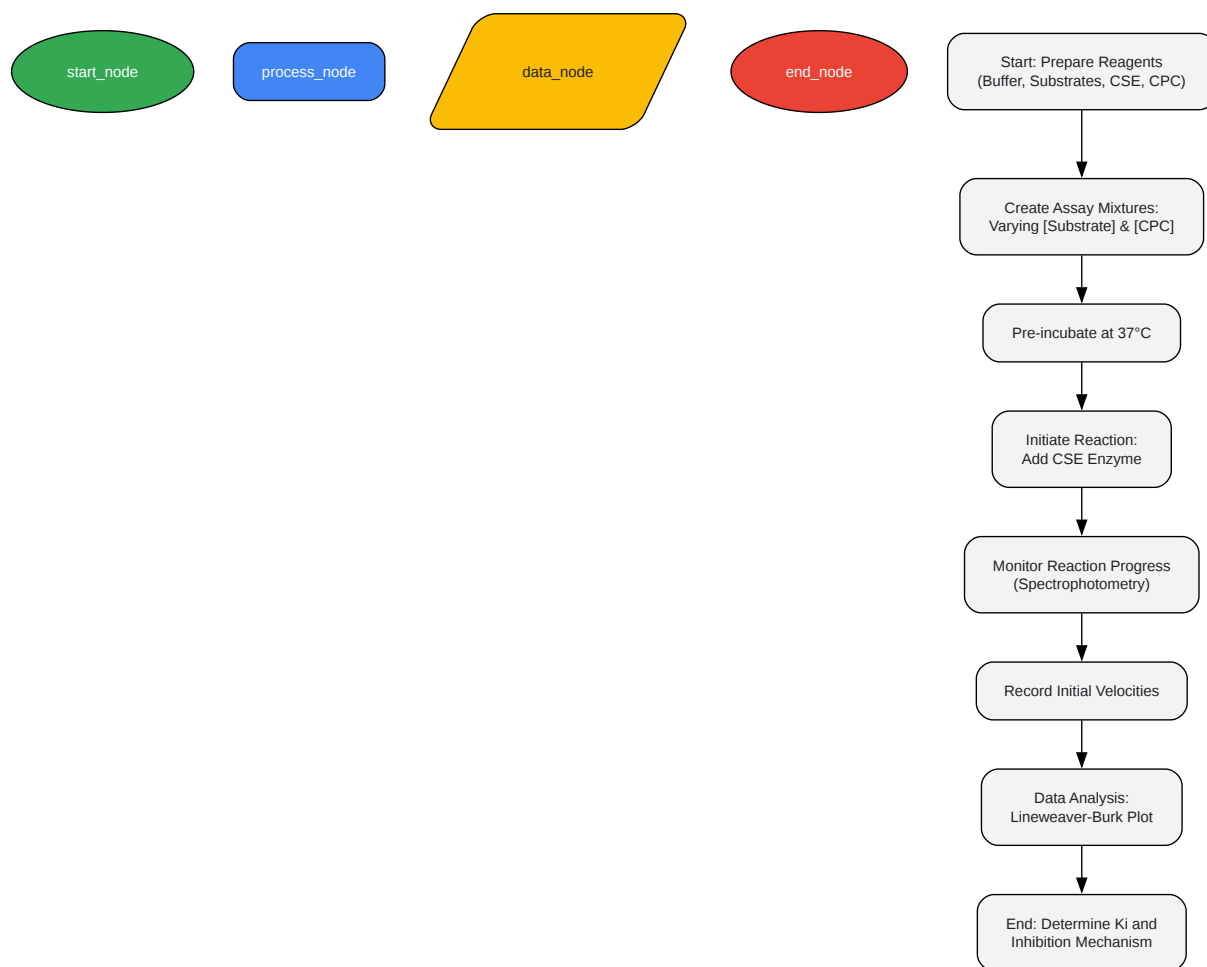 start_node
process_node
data_node
end_node
Start: Prepare Reagents
(Buffer, Substrates, CSE, CPC)
Create Assay Mixtures:
Varying [Substrate] & [CPC]
Pre-incubate at 37°C
Initiate Reaction:
Add CSE Enzyme
Monitor Reaction Progress
(Spectrophotometry)
Record Initial Velocities
Data Analysis:
Lineweaver-Burk Plot
End: Determine Ki and
Inhibition Mechanism